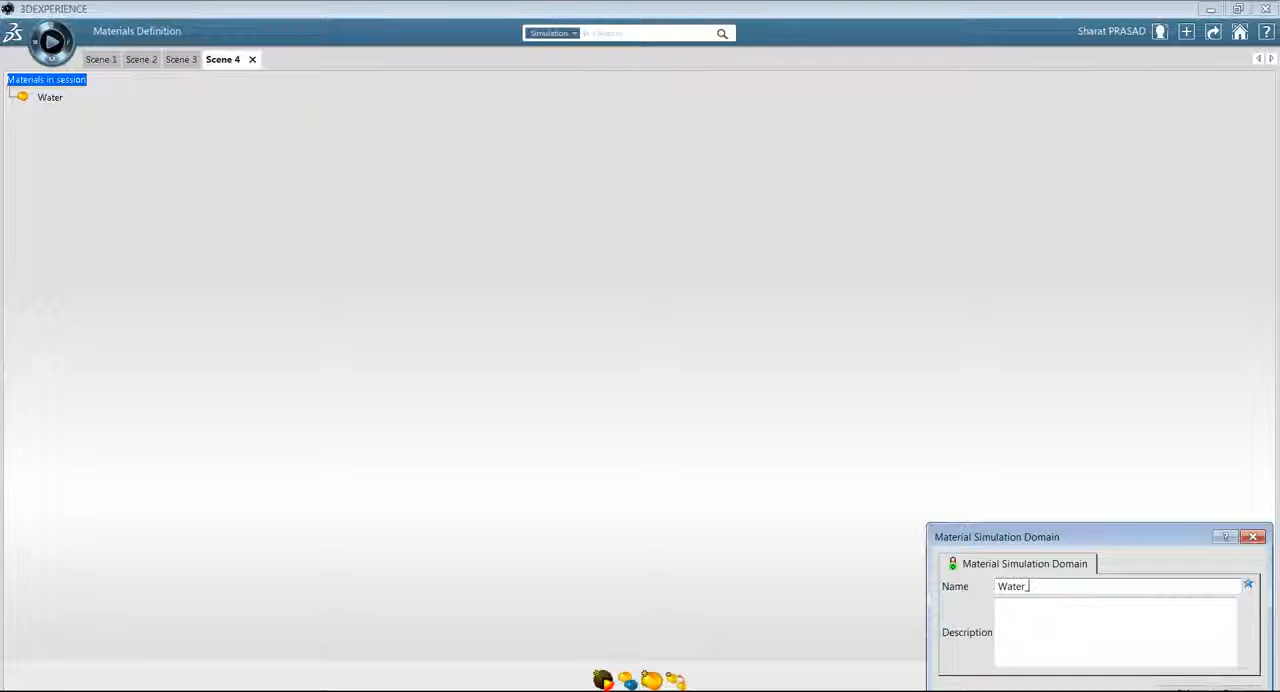 3DEXPERIENCE
Materials Definition
Simulation
Sharat PRASAD
Scene 1
Scene 2
Scene 3
Scene 4
Materials in session
Water
Material Simulation Domain
Material Simulation Domain
Name
Water_
Description